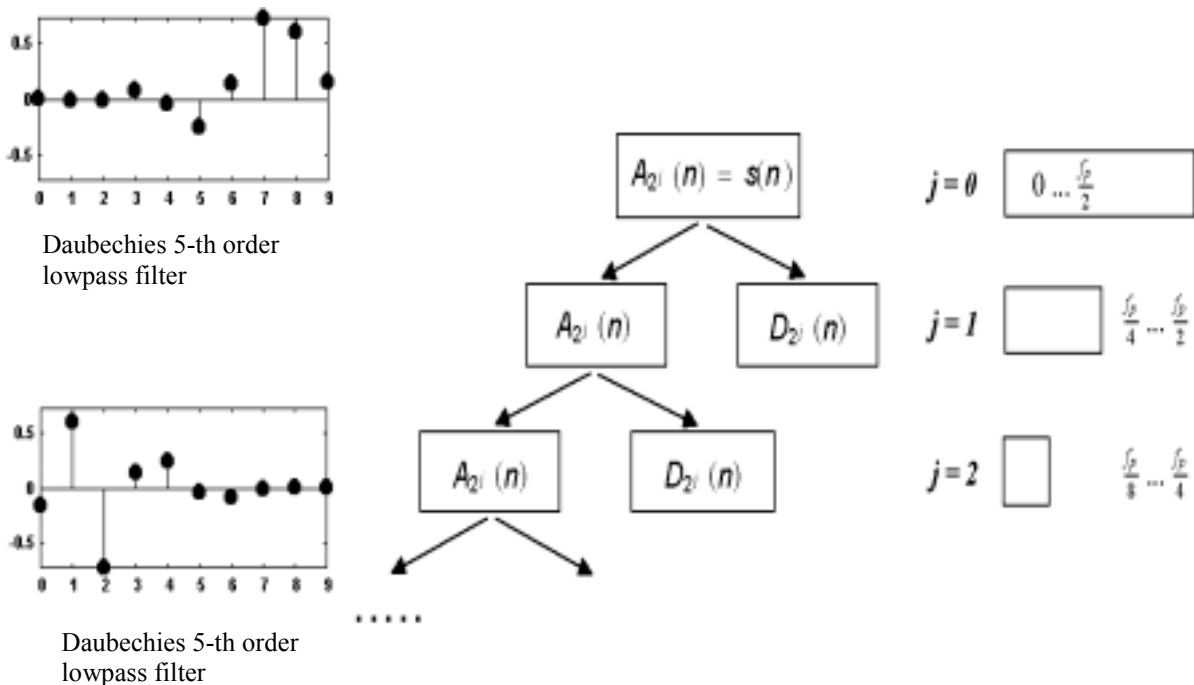 0.5
0
-0.5
0 1 2 3 4 5 6 7 8 9
Daubechies 5-th order
lowpass filter
0.5
0
-0.5
0 1 2 3 4 5 6 7 8 9
Daubechies 5-th order
lowpass filter
A₂ʲ (n) = s(n)
A₂ʲ (n) D₂ʲ (n)
A₂ʲ (n) D₂ʲ (n)
.....
j = 0 0 ... fₚ/2
j = 1 fₚ/4 ... fₚ/2
j = 2 fₚ/8 ... fₚ/4